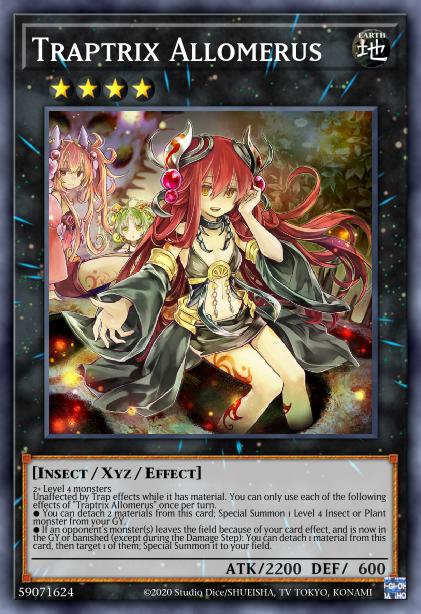 Traptrix Allomerus
EARTH
地
[Insect / Xyz / Effect]
2+ Level 4 monsters
Unaffected by Trap effects while it has material. You can only use each of the following
effects of "Traptrix Allomerus" once per turn.
● You can detach 2 materials from this card; Special Summon 1 Level 4 Insect or Plant
monster from your GY.
● If an opponent's monster(s) leaves the field because of your card effect, and is now in
the GY or banished (except during the Damage Step): You can detach 1 material from this
card, then target 1 of them; Special Summon it to your field.
ATK/2200 DEF/ 600
59071624
©2020 Studio Dice/SHUEISHA, TV TOKYO, KONAMI